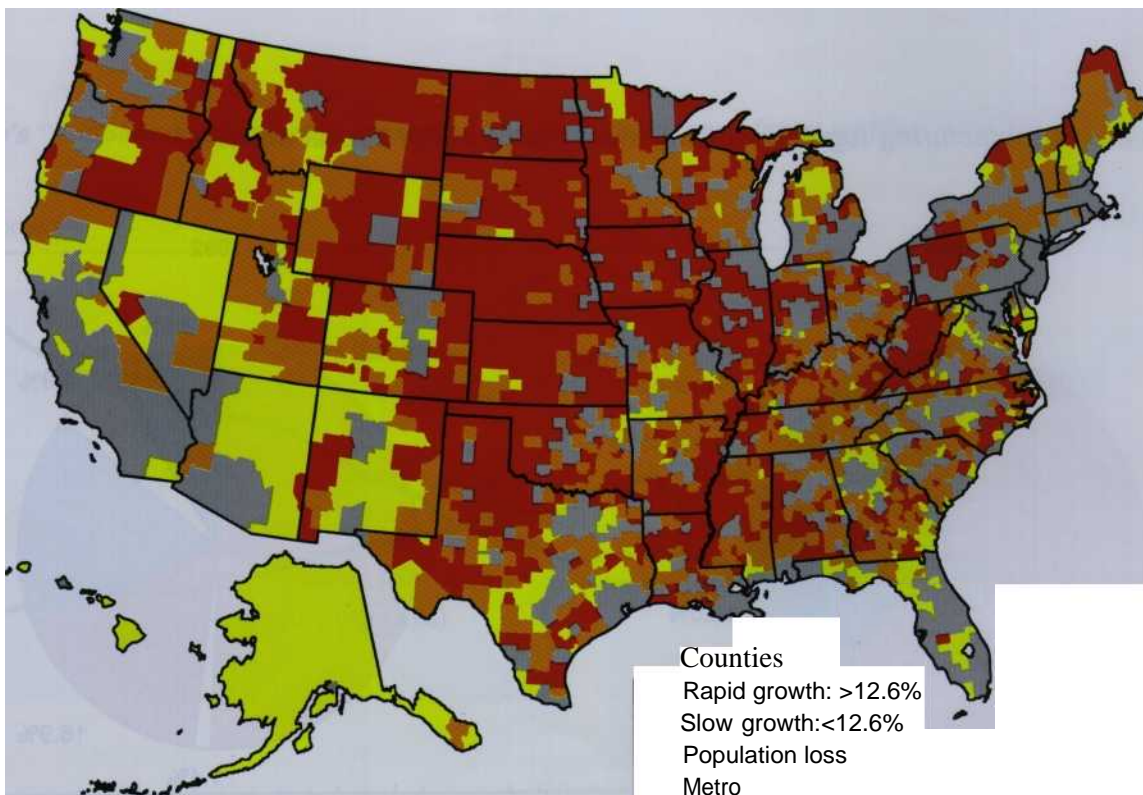 Counties
Rapid growth: >12.6%
Slow growth:<12.6%
Population loss
Metro